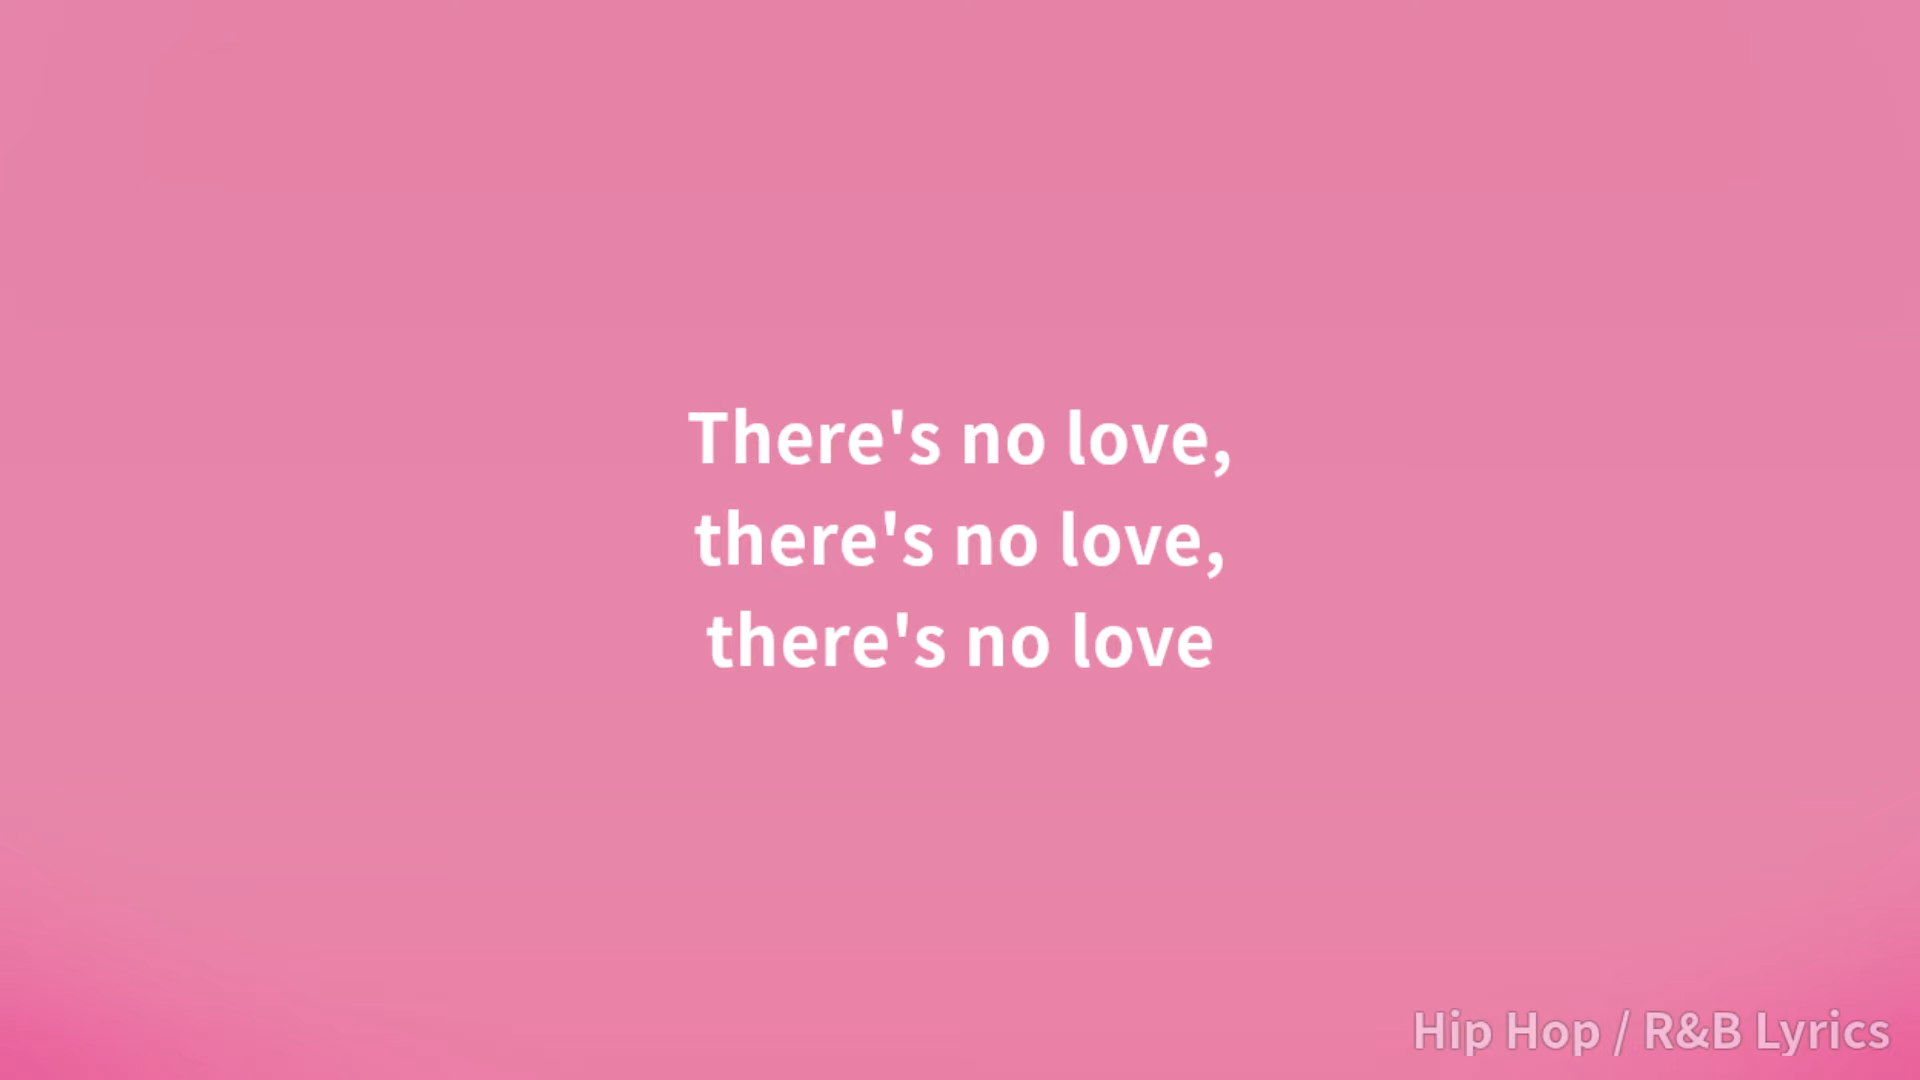 There's no love,
there's no love,
there's no love
Hip Hop / R&B Lyrics